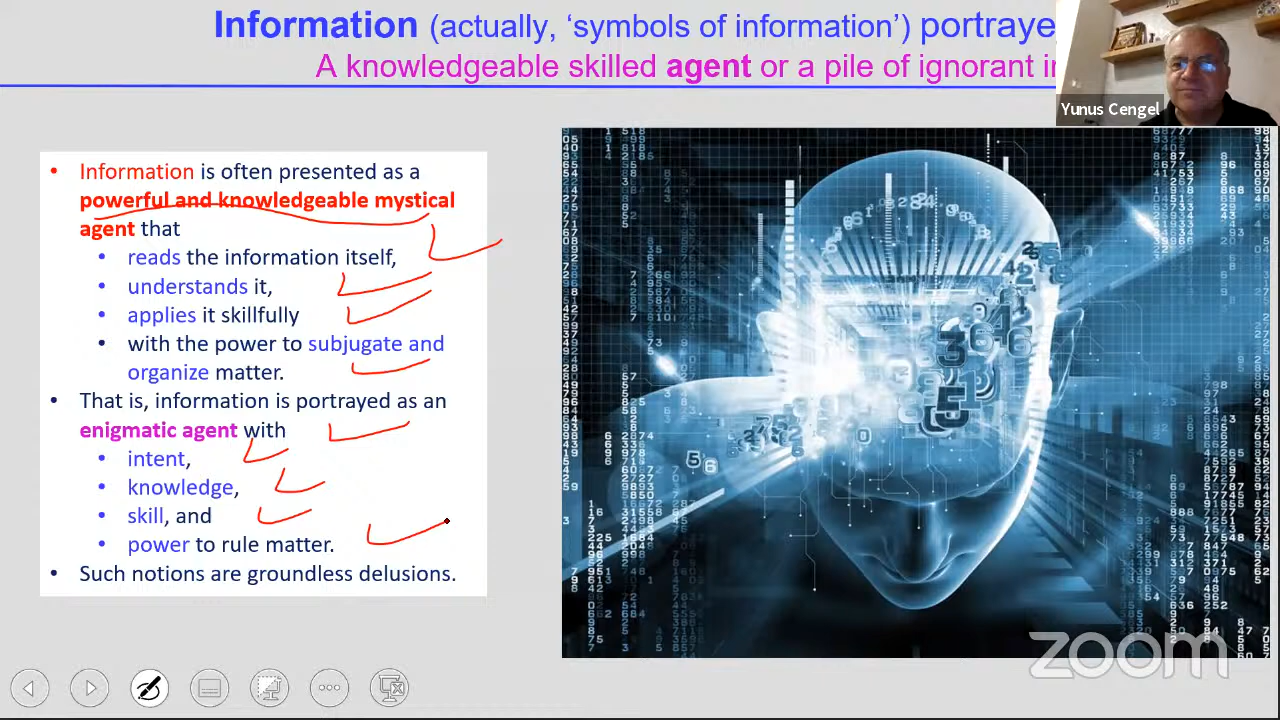 Information (actually, ‘symbols of information’) portraye
A knowledgeable skilled agent or a pile of ignorant i
Yunus Cengel
• Information is often presented as a
powerful and knowledgeable mystical
agent that
• reads the information itself,
• understands it,
• applies it skillfully
• with the power to subjugate and
organize matter.
• That is, information is portrayed as an
enigmatic agent with
• intent,
• knowledge,
• skill, and
• power to rule matter.
• Such notions are groundless delusions.
zoom